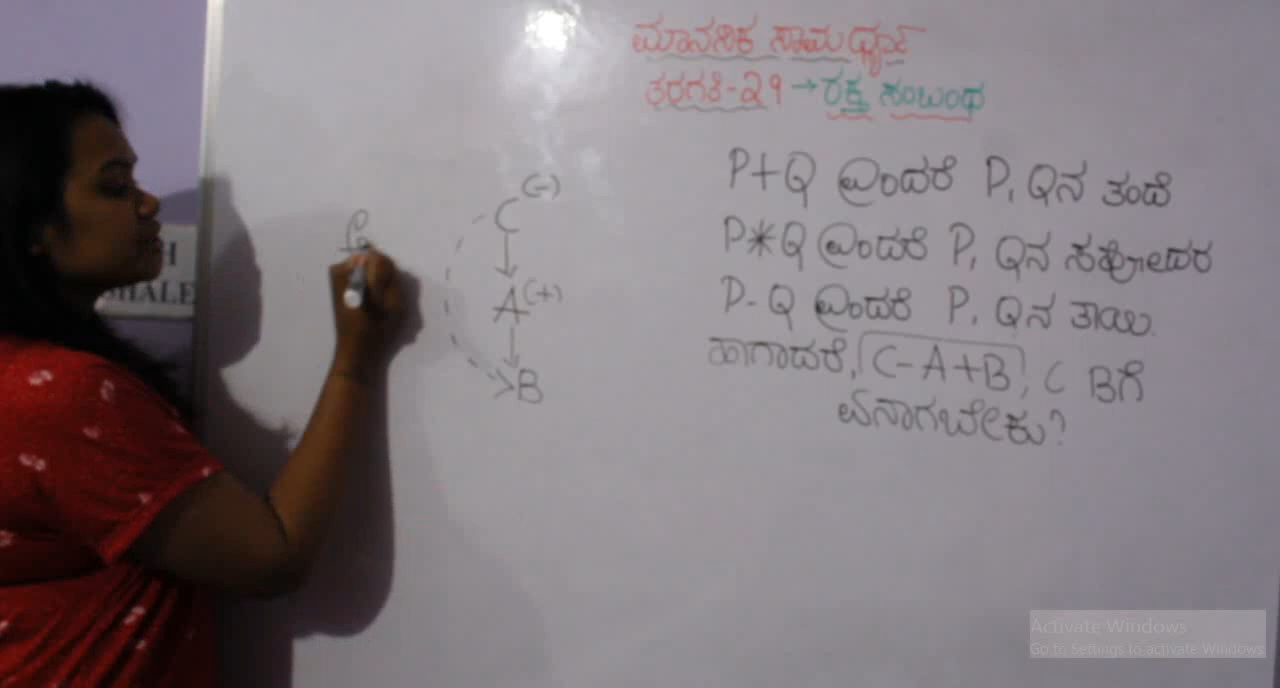 ಮಾನಸಿಕ ಸಾಮರ್ಥ್ಯ
ತರಗತಿ-29 → ರಕ್ತ ಸಂಬಂಧ
P+Q ಎಂದರೆ P, Qನ ತಂದೆ
P*Q ಎಂದರೆ P, Qನ ಸಹೋದರ
P-Q ಎಂದರೆ P, Qನ ತಾಯಿ.
ಹಾಗಾದರೆ, C-A+B, C Bಗೆ
ಏನಾಗಬೇಕು?
C (-)
A (+)
B
Activate Windows
Go to Settings to activate Windows